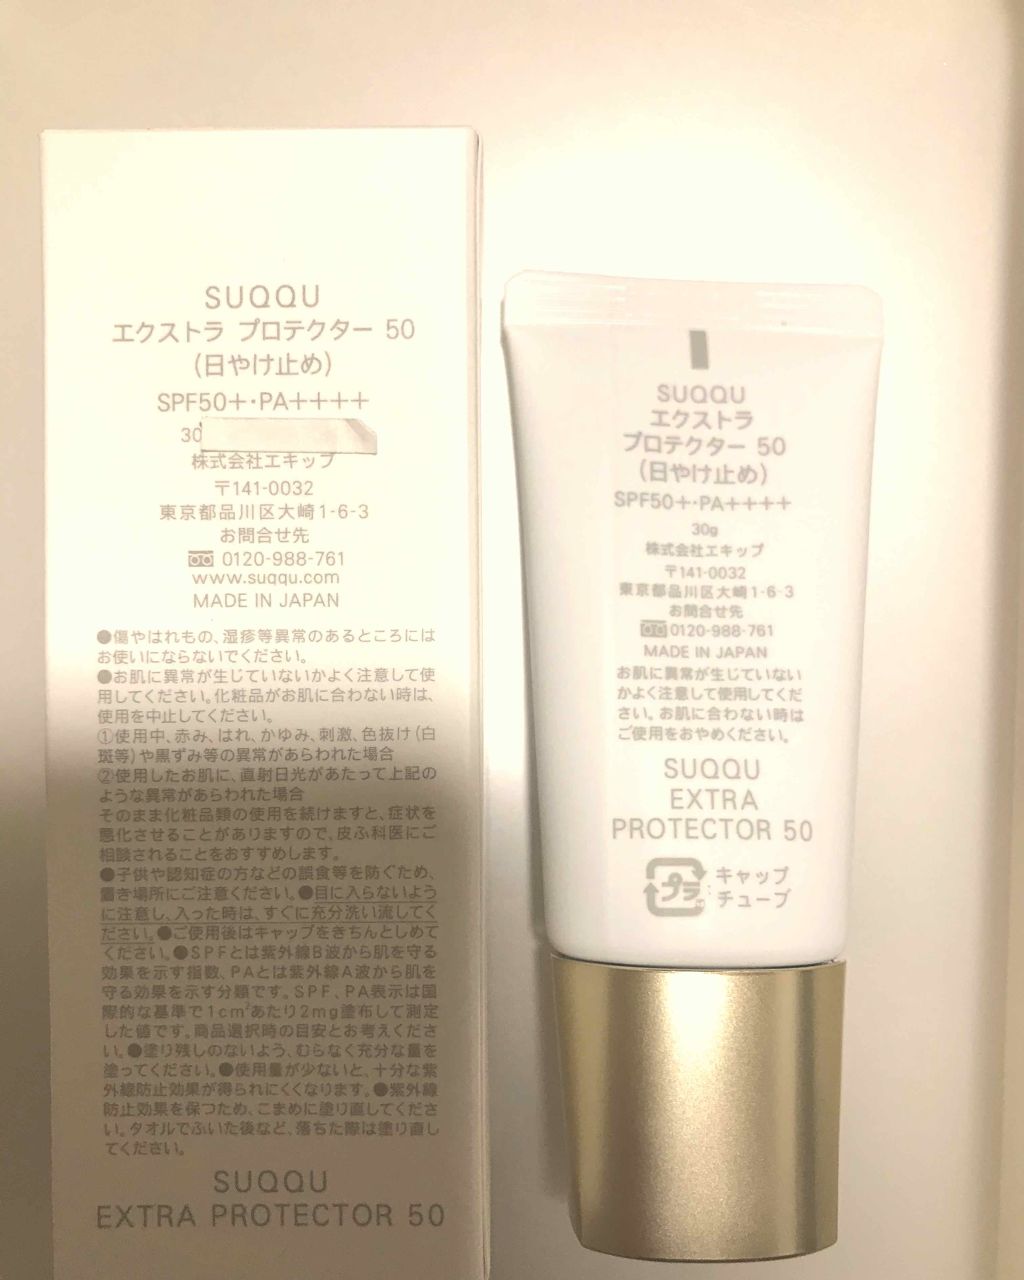 SUQQU
エクストラ プロテクター 50
(日やけ止め)
SPF50+・PA++++
30
株式会社エキップ
〒141-0032
東京都品川区大崎1-6-3
お問合せ先
0120-988-761
www.suqqu.com
MADE IN JAPAN
●傷やはれもの、湿疹等異常のあるところには
お使いにならないでください。
●お肌に異常が生じていないかよく注意して使
用してください。化粧品がお肌に合わない時は、
使用を中止してください。
①使用中、赤み、はれ、かゆみ、刺激、色抜け(白
斑等)や黒ずみ等の異常があらわれた場合
②使用したお肌に、直射日光があたって上記の
ような異常があらわれた場合
そのまま化粧品類の使用を続けますと、症状を
悪化させることがありますので、皮ふ科医にご
相談されることをおすすめします。
●子供や認知症の方などの誤食等を防ぐため、
置き場所にご注意ください。●目に入らないよう
に注意し、入った時は、すぐに充分洗い流してく
ださい。●ご使用後はキャップをきちんとしめて
ください。●SPFとは紫外線B波から肌を守る
効果を示す指数、PAとは紫外線A波から肌を
守る効果を示す分類です。SPF、PA表示は国
際的な基準で1cm²あたり2mg塗布して測定
した値です。商品選択時の目安とお考えくださ
い。●塗り残しのないよう、むらなく充分な量を
塗ってください。●使用量が少ないと、十分な紫
外線防止効果が得られにくくなります。●紫外線
防止効果を保つため、こまめに塗り直してくださ
い。タオルでふいた後など、落ちた際は塗り直し
てください。
SUQQU
EXTRA PROTECTOR 50
SUQQU
エクストラ
プロテクター 50
(日やけ止め)
SPF50+・PA++++
30g
株式会社エキップ
〒141-0032
東京都品川区大崎1-6-3
お問合せ先
0120-988-761
MADE IN JAPAN
お肌に異常が生じていない
かよく注意して使用してくだ
さい。お肌に合わない時は
ご使用をおやめください。
SUQQU
EXTRA
PROTECTOR 50
プラ
キャップ
チューブ